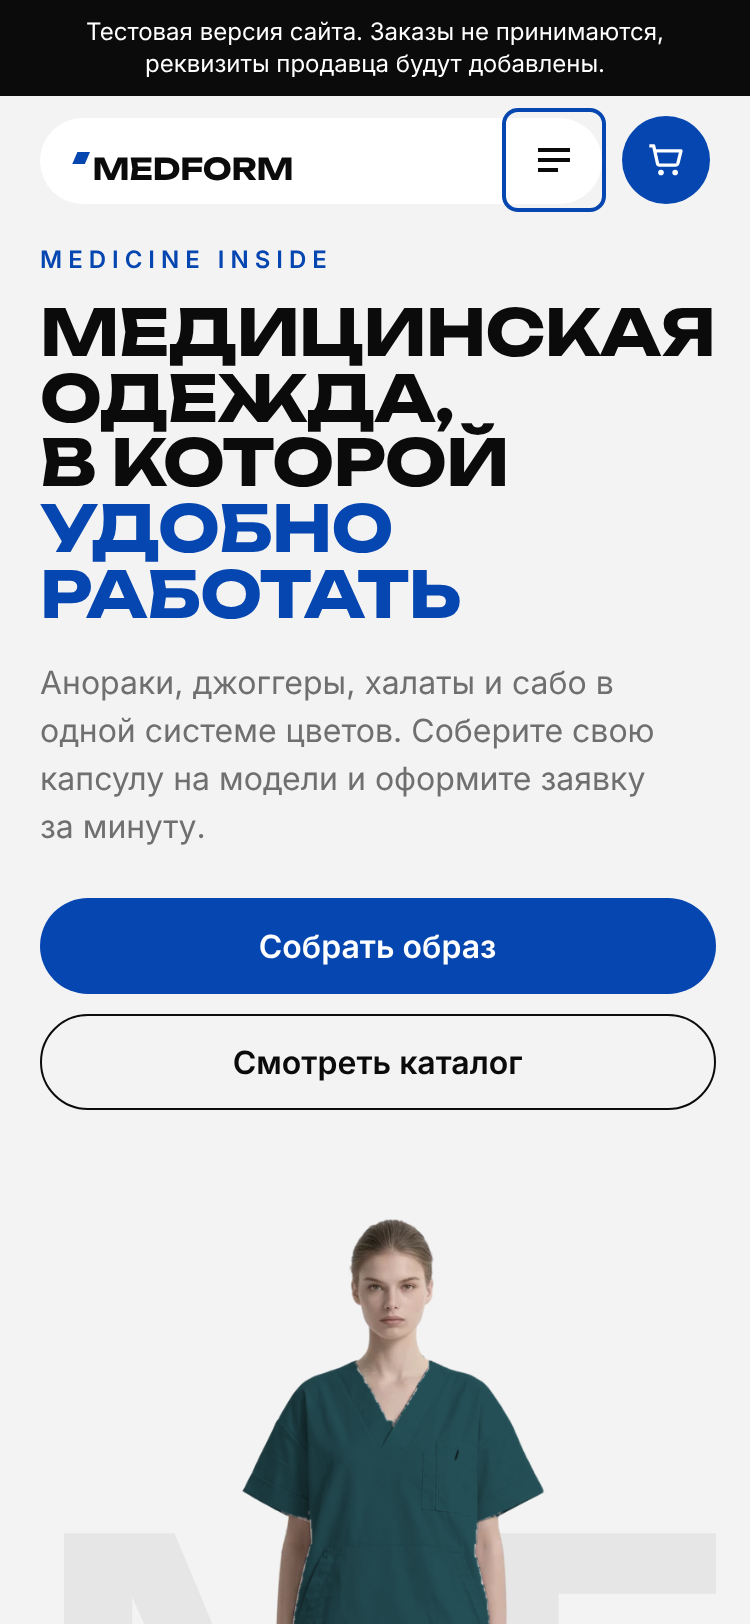 Тестовая версия сайта. Заказы не принимаются,
реквизиты продавца будут добавлены.
MEDFORM
MEDICINE INSIDE
МЕДИЦИНСКАЯ
ОДЕЖДА,
В КОТОРОЙ
УДОБНО
РАБОТАТЬ
Анораки, джоггеры, халаты и сабо в
одной системе цветов. Соберите свою
капсулу на модели и оформите заявку
за минуту.
Собрать образ
Смотреть каталог